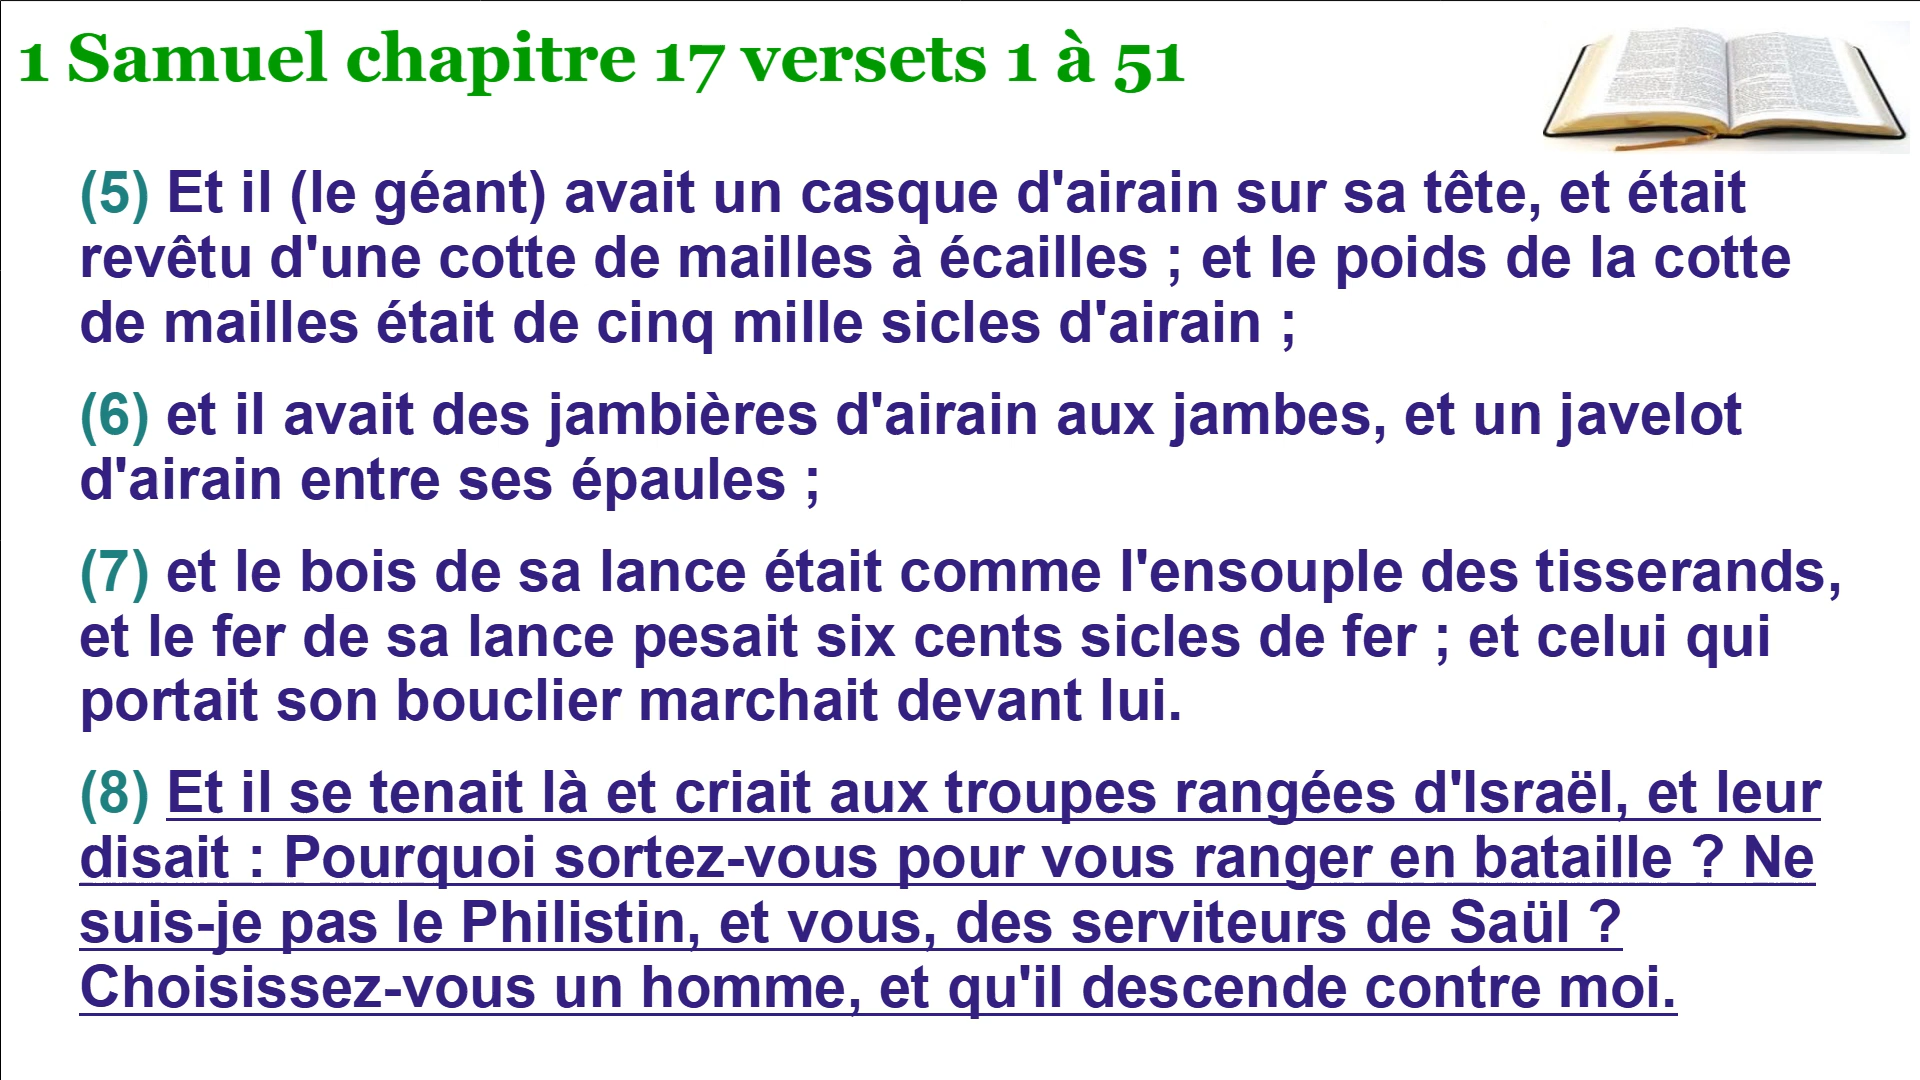 1 Samuel chapitre 17 versets 1 à 51
(5) Et il (le géant) avait un casque d'airain sur sa tête, et était
revêtu d'une cotte de mailles à écailles ; et le poids de la cotte
de mailles était de cinq mille sicles d'airain ;
(6) et il avait des jambières d'airain aux jambes, et un javelot
d'airain entre ses épaules ;
(7) et le bois de sa lance était comme l'ensouple des tisserands,
et le fer de sa lance pesait six cents sicles de fer ; et celui qui
portait son bouclier marchait devant lui.
(8) Et il se tenait là et criait aux troupes rangées d'Israël, et leur
disait : Pourquoi sortez-vous pour vous ranger en bataille ? Ne
suis-je pas le Philistin, et vous, des serviteurs de Saül ?
Choisissez-vous un homme, et qu'il descende contre moi.